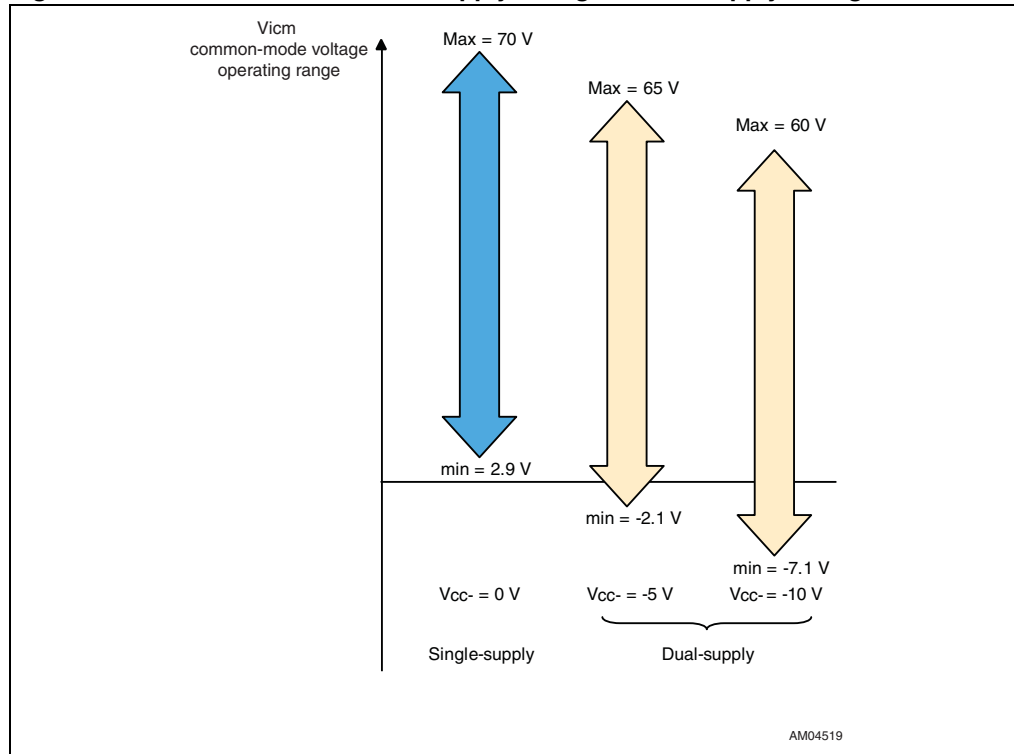 Vicm
common-mode voltage
operating range
Max = 70 V
Max = 65 V
Max = 60 V
min = 2.9 V
min = -2.1 V
min = -7.1 V
Vcc- = 0 V
Vcc- = -5 V
Vcc- = -10 V
Single-supply
Dual-supply
AM04519